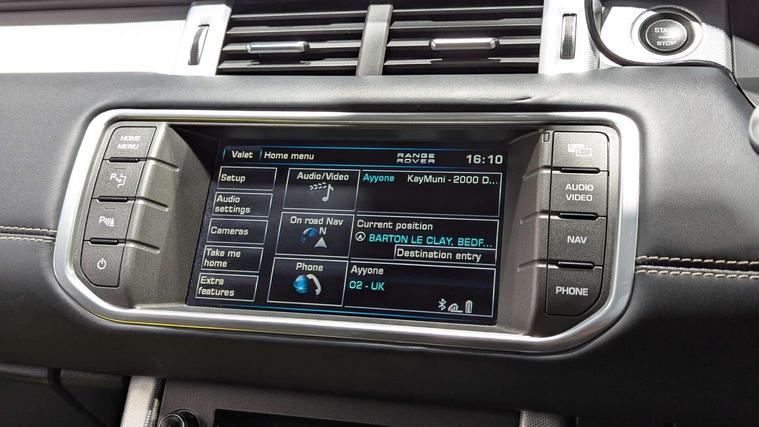 START
STOP
HOME
MENU
Valet
Home menu
RANGE
ROVER
16:10
AUDIO
VIDEO
NAV
PHONE
Setup
Audio
settings
Cameras
Take me
home
Extra
features
Audio/Video
On road Nav
N
Phone
Ayyone
KayMuni - 2000 D...
Current position
BARTON LE CLAY, BEDF...
Destination entry
Ayyone
O2 - UK
P
P